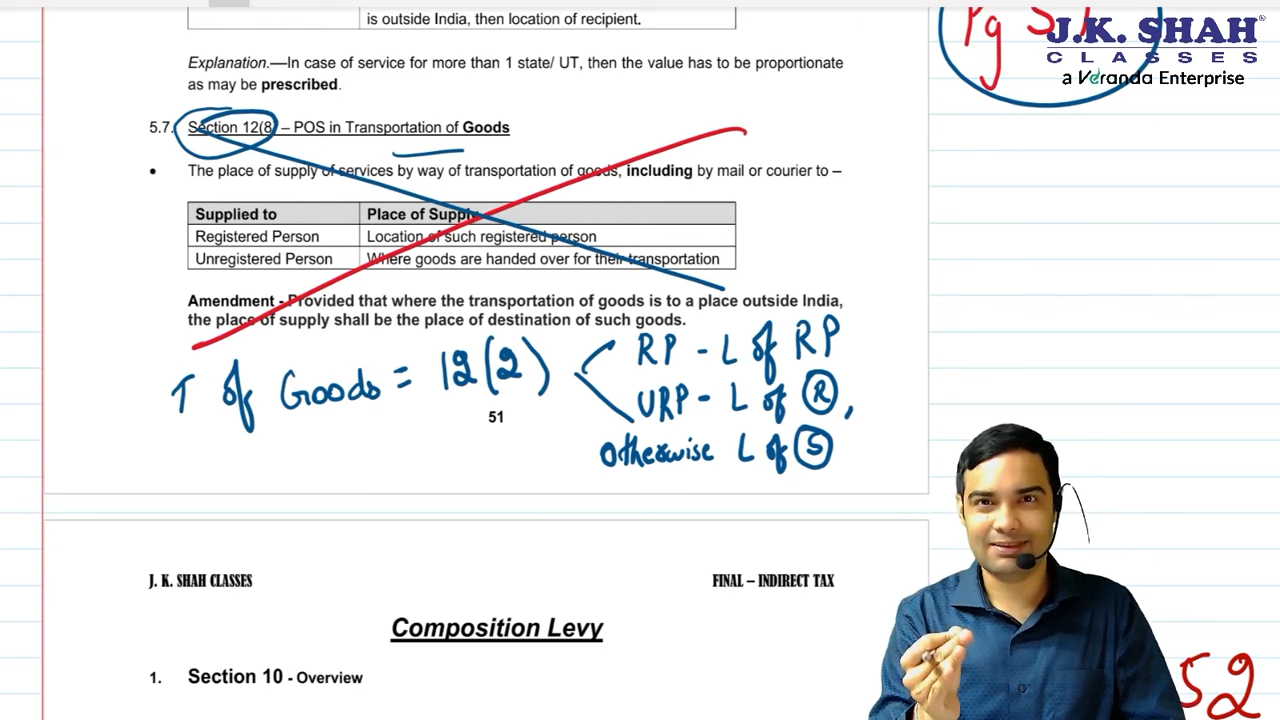 is outside India, then location of recipient.
Pg 51
J.K. SHAH®
CLASSES
a Veranda Enterprise
Explanation.—In case of service for more than 1 state/ UT, then the value has to be proportionate
as may be prescribed.
5.7. Section 12(8) – POS in Transportation of Goods
• The place of supply of services by way of transportation of goods, including by mail or courier to –
Supplied to Place of Supply
Registered Person Location of such registered person
Unregistered Person Where goods are handed over for their transportation
Amendment - Provided that where the transportation of goods is to a place outside India,
the place of supply shall be the place of destination of such goods.
T of Goods = 12(2)
RP - L of RP
URP - L of R,
otherwise L of S
51
J. K. SHAH CLASSES FINAL – INDIRECT TAX
Composition Levy
1. Section 10 - Overview
52